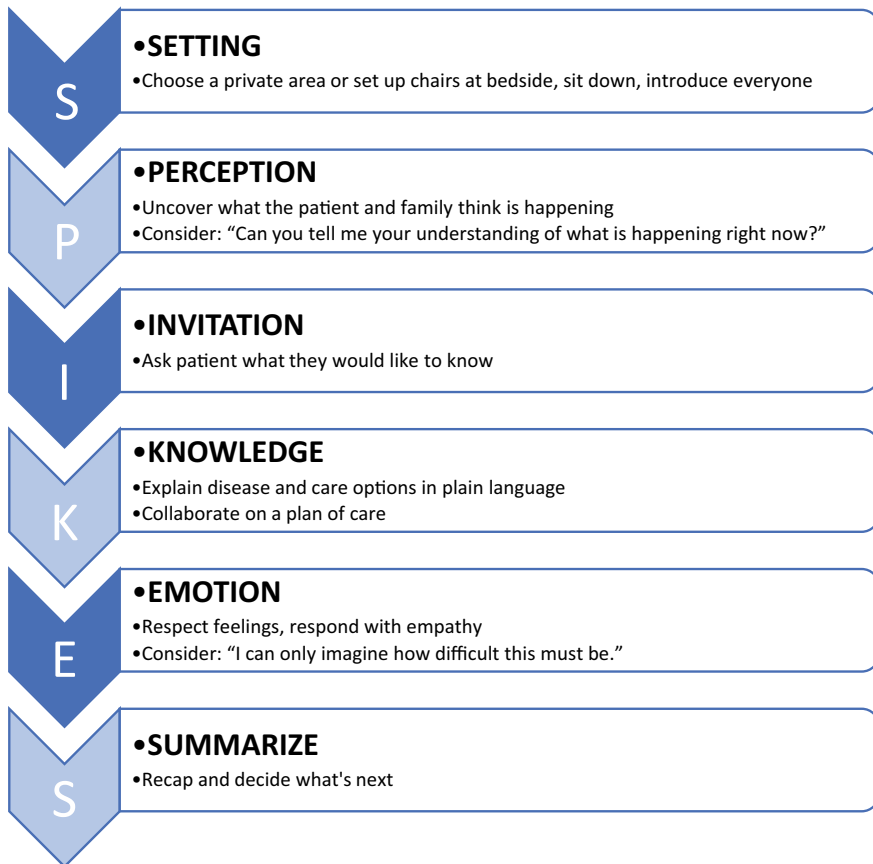 S
•SETTING
•Choose a private area or set up chairs at bedside, sit down, introduce everyone
P
•PERCEPTION
•Uncover what the patient and family think is happening
•Consider: “Can you tell me your understanding of what is happening right now?”
I
•INVITATION
•Ask patient what they would like to know
K
•KNOWLEDGE
•Explain disease and care options in plain language
•Collaborate on a plan of care
E
•EMOTION
•Respect feelings, respond with empathy
•Consider: “I can only imagine how difficult this must be.”
S
•SUMMARIZE
•Recap and decide what's next